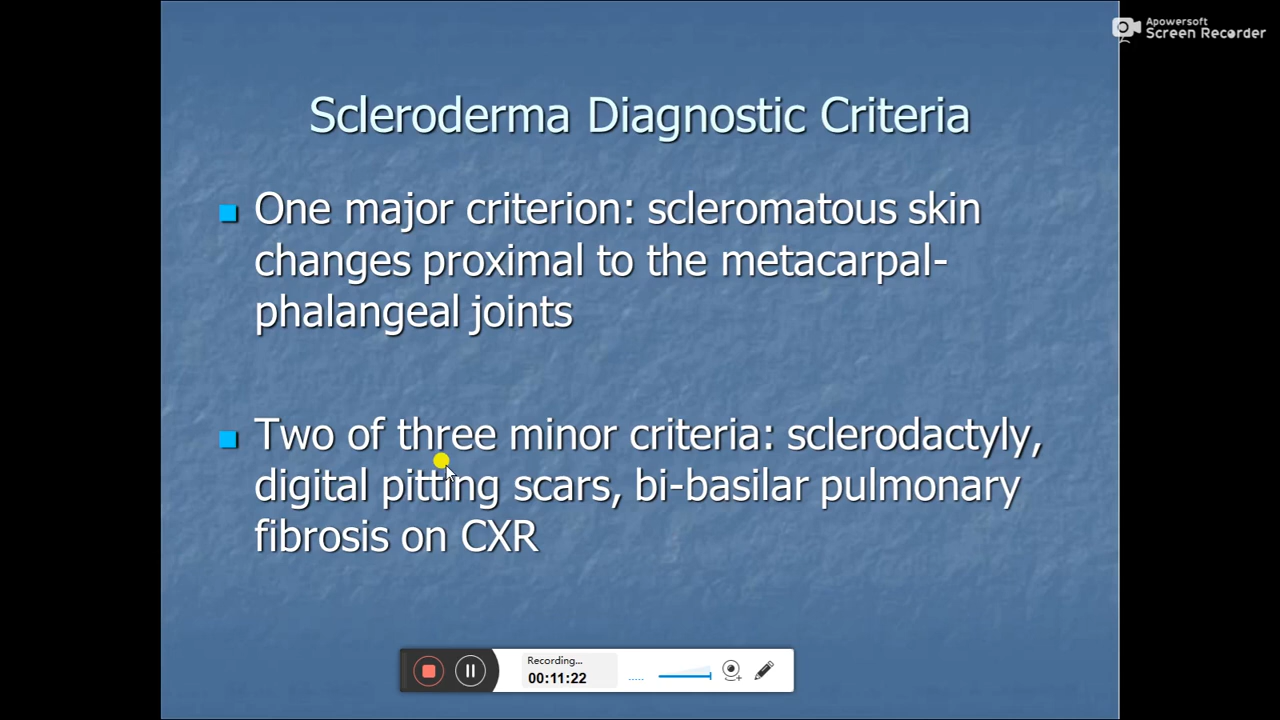 Apowersoft
Screen Recorder
Scleroderma Diagnostic Criteria
One major criterion: scleromatous skin
changes proximal to the metacarpal-
phalangeal joints
Two of three minor criteria: sclerodactyly,
digital pitting scars, bi-basilar pulmonary
fibrosis on CXR
Recording...
00:11:22